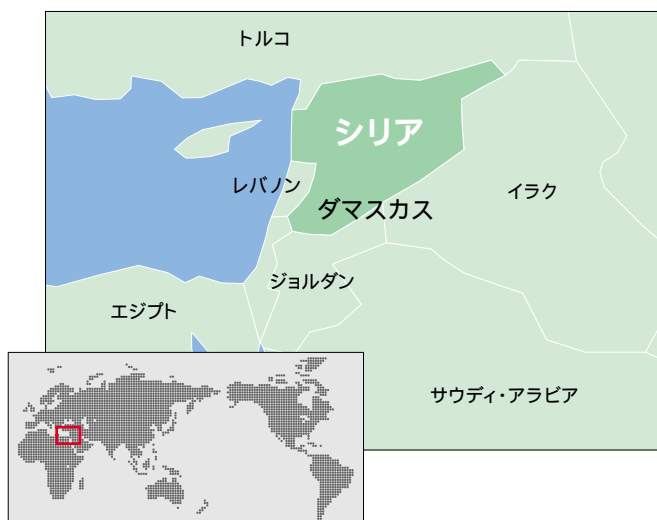 トルコ
シリア
レバノン
ダマスカス
イラク
ジョルダン
エジプト
サウディ・アラビア